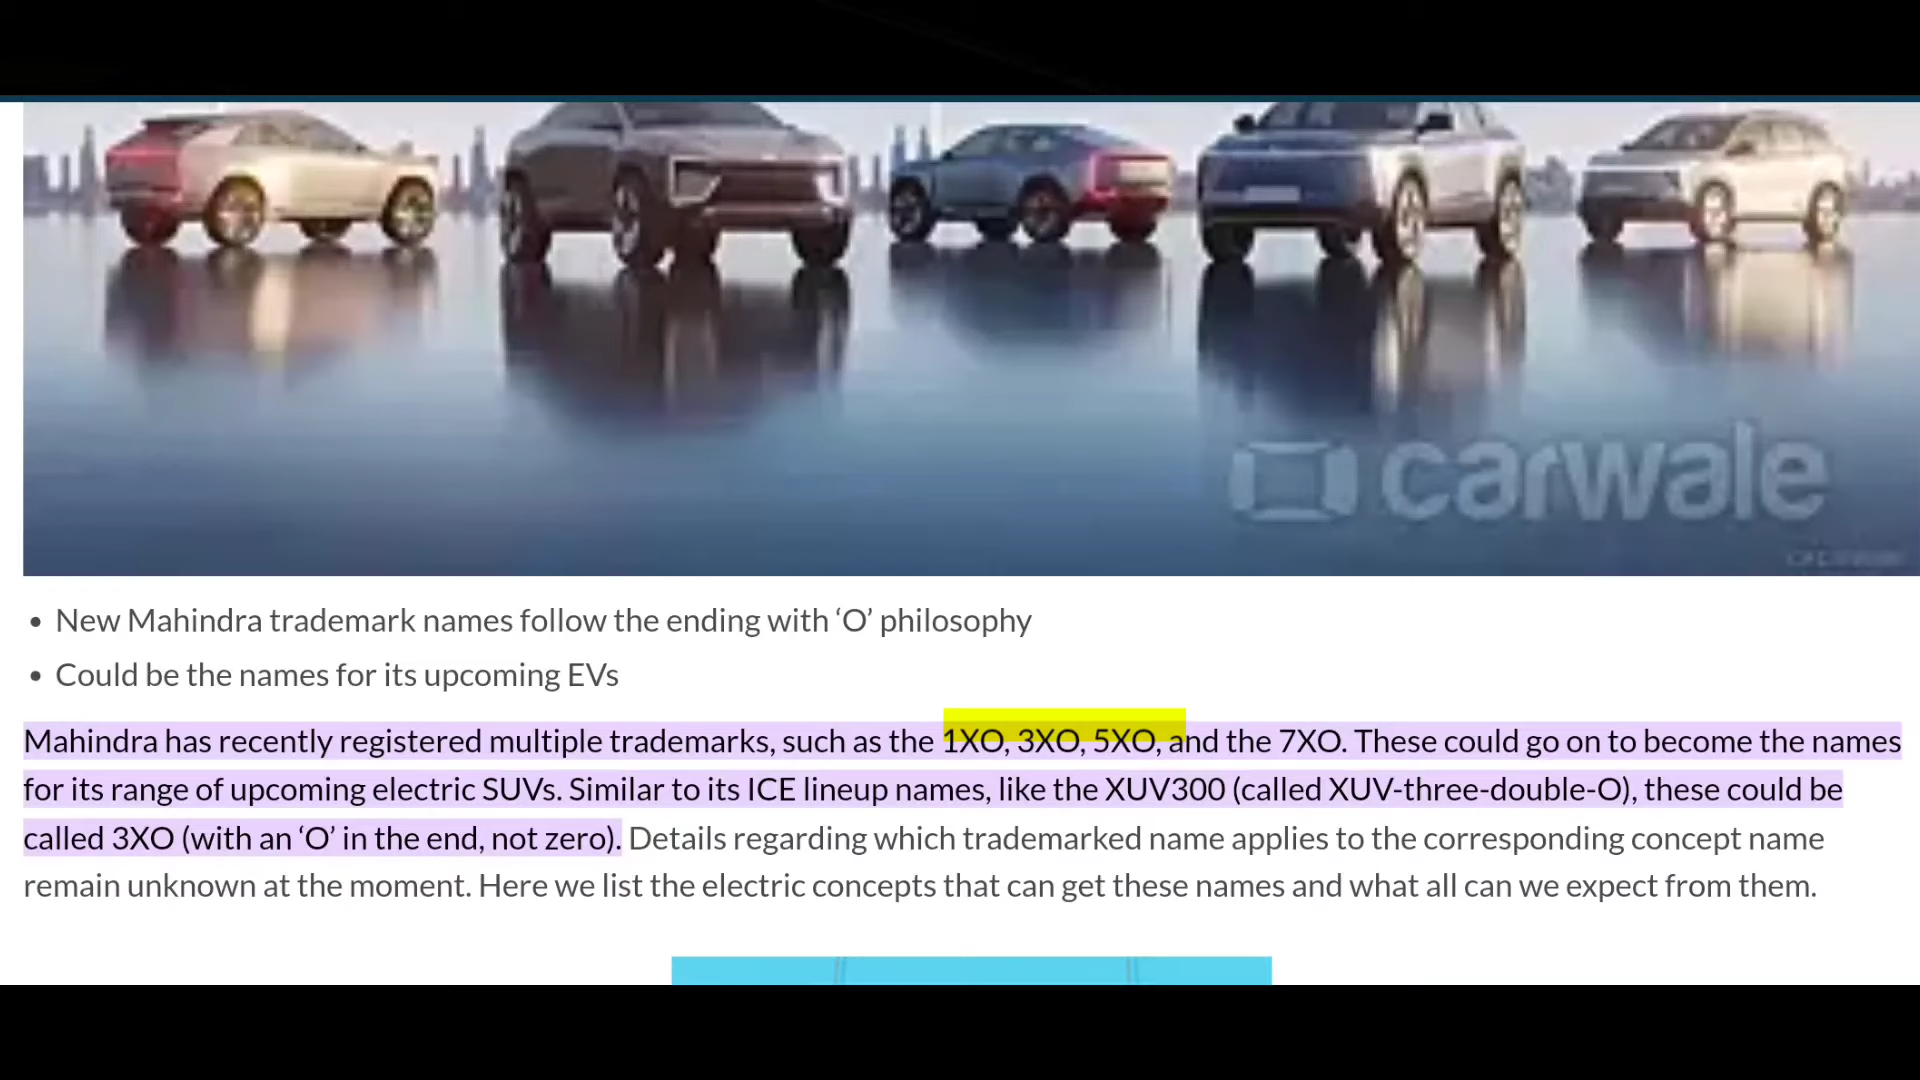 carwale
• New Mahindra trademark names follow the ending with ‘O’ philosophy
• Could be the names for its upcoming EVs
Mahindra has recently registered multiple trademarks, such as the 1XO, 3XO, 5XO, and the 7XO. These could go on to become the names
for its range of upcoming electric SUVs. Similar to its ICE lineup names, like the XUV300 (called XUV-three-double-O), these could be
called 3XO (with an ‘O’ in the end, not zero). Details regarding which trademarked name applies to the corresponding concept name
remain unknown at the moment. Here we list the electric concepts that can get these names and what all can we expect from them.